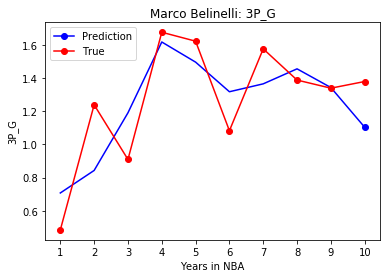 Marco Belinelli: 3P_G
Prediction
True
3P_G
1.6
1.4
1.2
1.0
0.8
0.6
1 2 3 4 5 6 7 8 9 10
Years in NBA